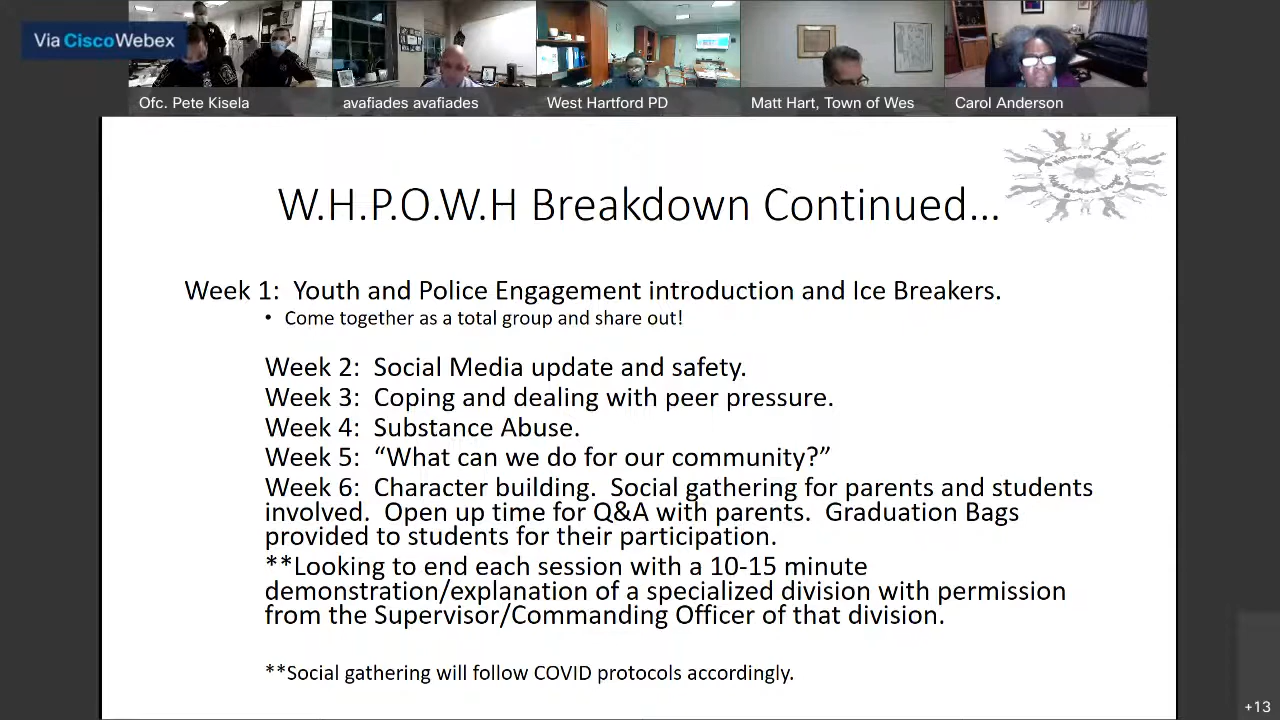 Via CiscoWebex
Ofc. Pete Kisela
avafiades avafiades
West Hartford PD
Matt Hart, Town of Wes
Carol Anderson
W.H.P.O.W.H Breakdown Continued...
Week 1:  Youth and Police Engagement introduction and Ice Breakers.
• Come together as a total group and share out!
Week 2:  Social Media update and safety.
Week 3:  Coping and dealing with peer pressure.
Week 4:  Substance Abuse.
Week 5:  “What can we do for our community?”
Week 6:  Character building.  Social gathering for parents and students
involved.  Open up time for Q&A with parents.  Graduation Bags
provided to students for their participation.
**Looking to end each session with a 10-15 minute
demonstration/explanation of a specialized division with permission
from the Supervisor/Commanding Officer of that division.
**Social gathering will follow COVID protocols accordingly.
+13